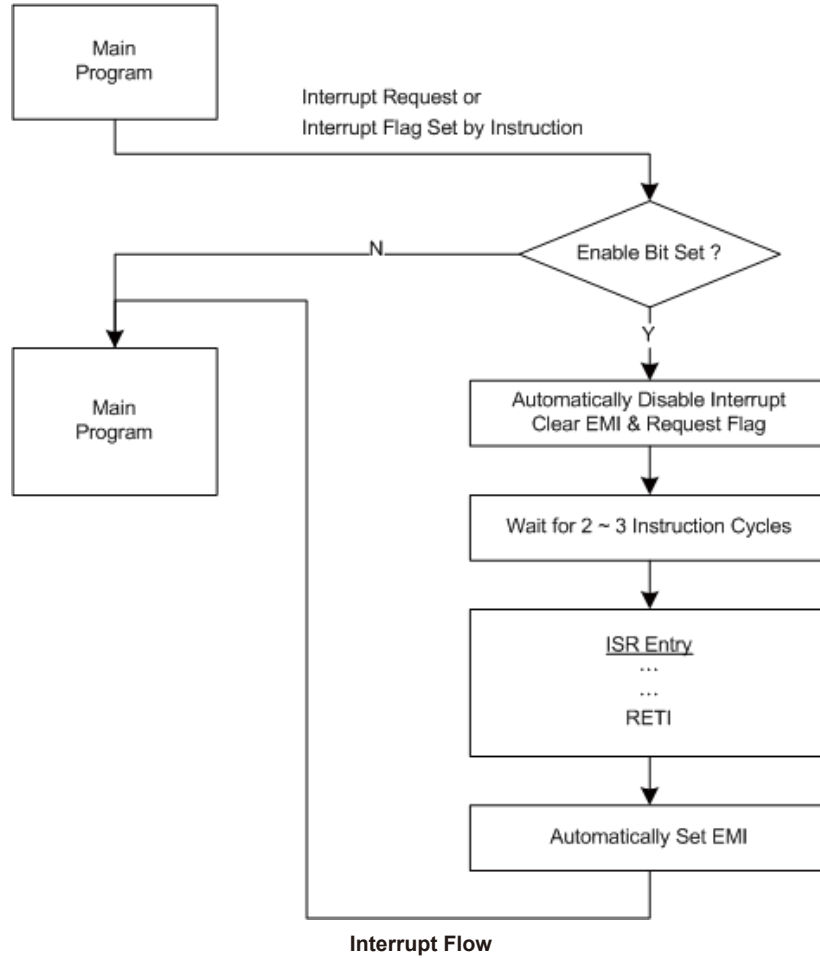 Main
Program
Interrupt Request or
Interrupt Flag Set by Instruction
Enable Bit Set ?
N
Y
Main
Program
Automatically Disable Interrupt
Clear EMI & Request Flag
Wait for 2 ~ 3 Instruction Cycles
ISR Entry
...
...
RETI
Automatically Set EMI
Interrupt Flow